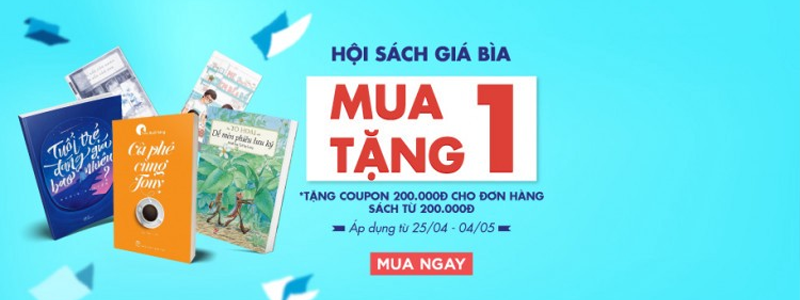 HỘI SÁCH GIÁ BÌA
MUA 1
TẶNG 1
*TẶNG COUPON 200.000Đ CHO ĐƠN HÀNG
SÁCH TỪ 200.000Đ
Áp dụng từ 25/04 - 04/05
MUA NGAY
Tuổi trẻ
đáng giá
bao nhiêu
?
Cà phê
cùng
Tony
TÔ HOÀI
Dế mèn phiêu lưu ký